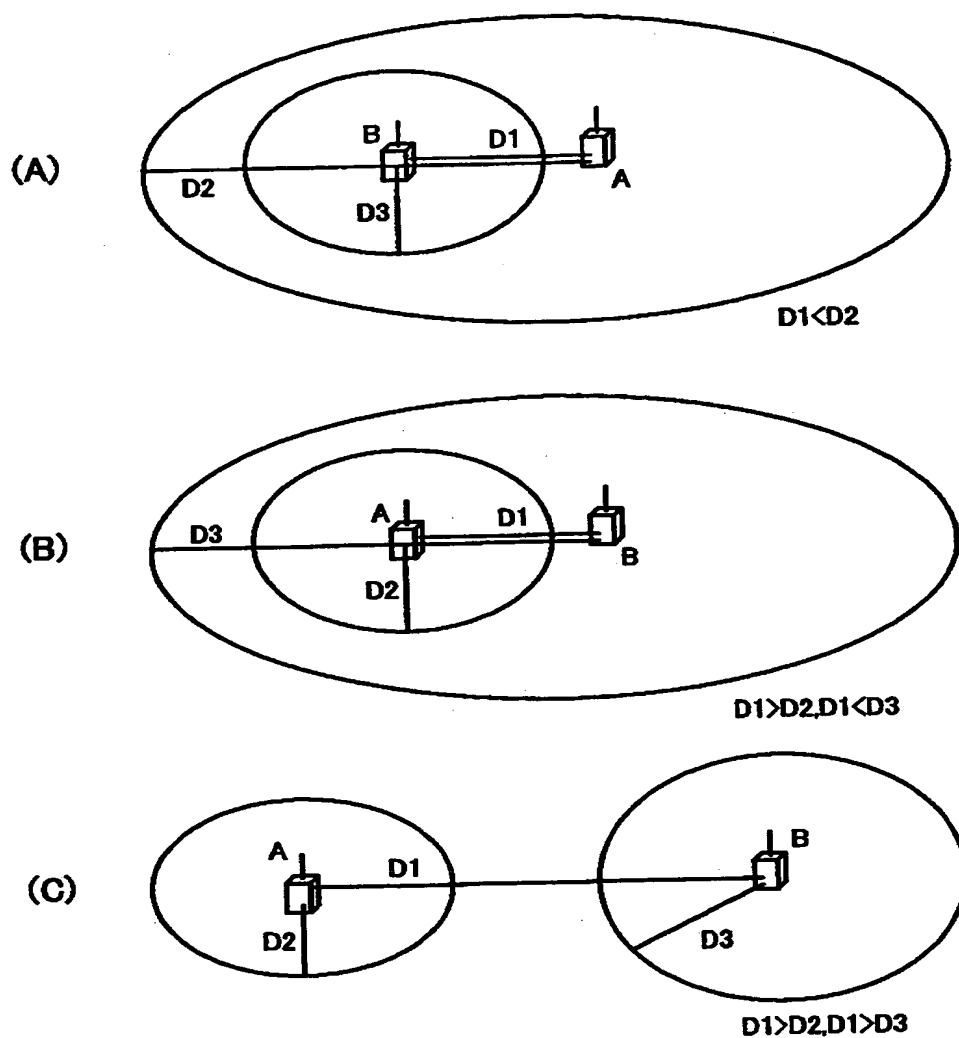 (A)
B
D1
A
D2
D3
D1<D2
(B)
A
D1
B
D3
D2
D1>D2,D1<D3
(C)
A
D1
B
D2
D3
D1>D2,D1>D3